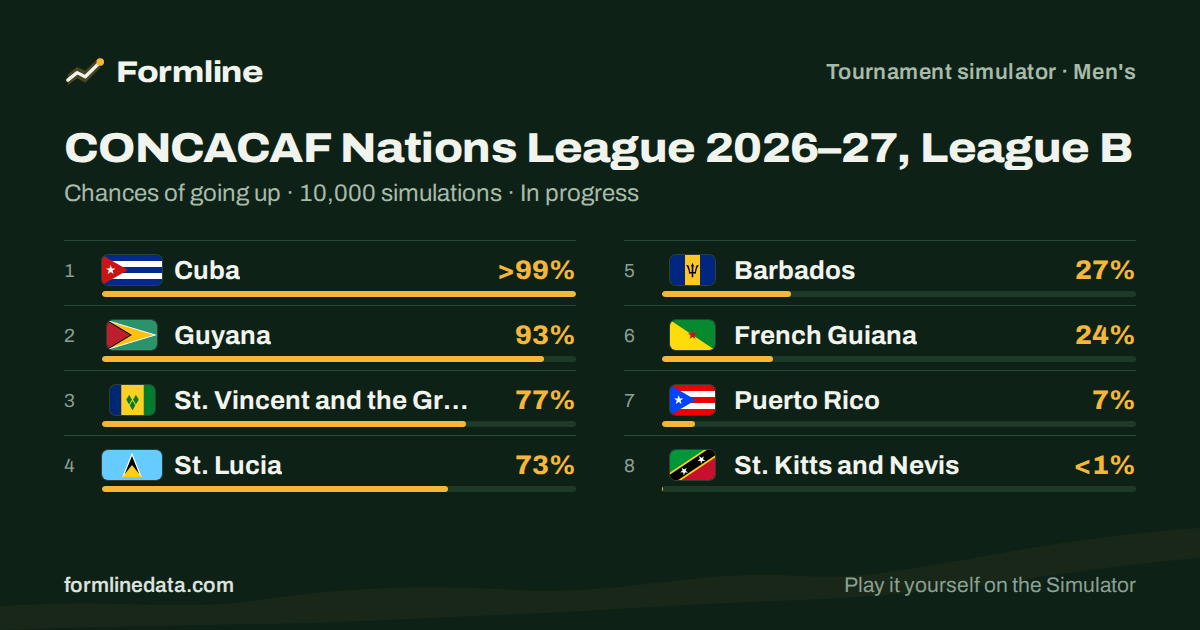 Formline
Tournament simulator · Men's
CONCACAF Nations League 2026–27, League B
Chances of going up · 10,000 simulations · In progress
1 Cuba >99%
2 Guyana 93%
3 St. Vincent and the Gr... 77%
4 St. Lucia 73%
5 Barbados 27%
6 French Guiana 24%
7 Puerto Rico 7%
8 St. Kitts and Nevis <1%
formlinedata.com
Play it yourself on the Simulator